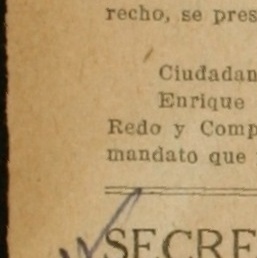 recho, se pres
Ciudadan
Enrique
Redo y Comp
mandato que
SECRE